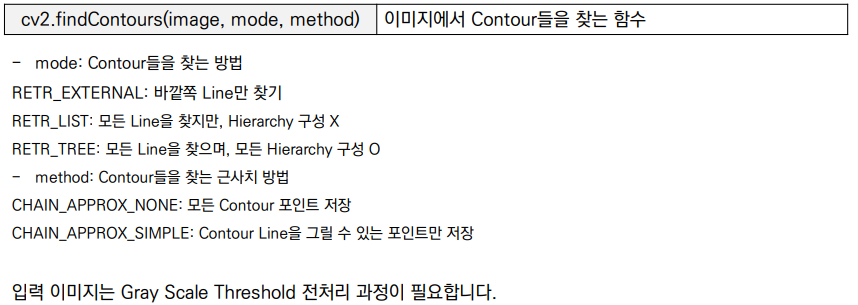 cv2.findContours(image, mode, method) 이미지에서 Contour들을 찾는 함수
- mode: Contour들을 찾는 방법
RETR_EXTERNAL: 바깥쪽 Line만 찾기
RETR_LIST: 모든 Line을 찾지만, Hierarchy 구성 X
RETR_TREE: 모든 Line을 찾으며, 모든 Hierarchy 구성 O
- method: Contour들을 찾는 근사치 방법
CHAIN_APPROX_NONE: 모든 Contour 포인트 저장
CHAIN_APPROX_SIMPLE: Contour Line을 그릴 수 있는 포인트만 저장
입력 이미지는 Gray Scale Threshold 전처리 과정이 필요합니다.